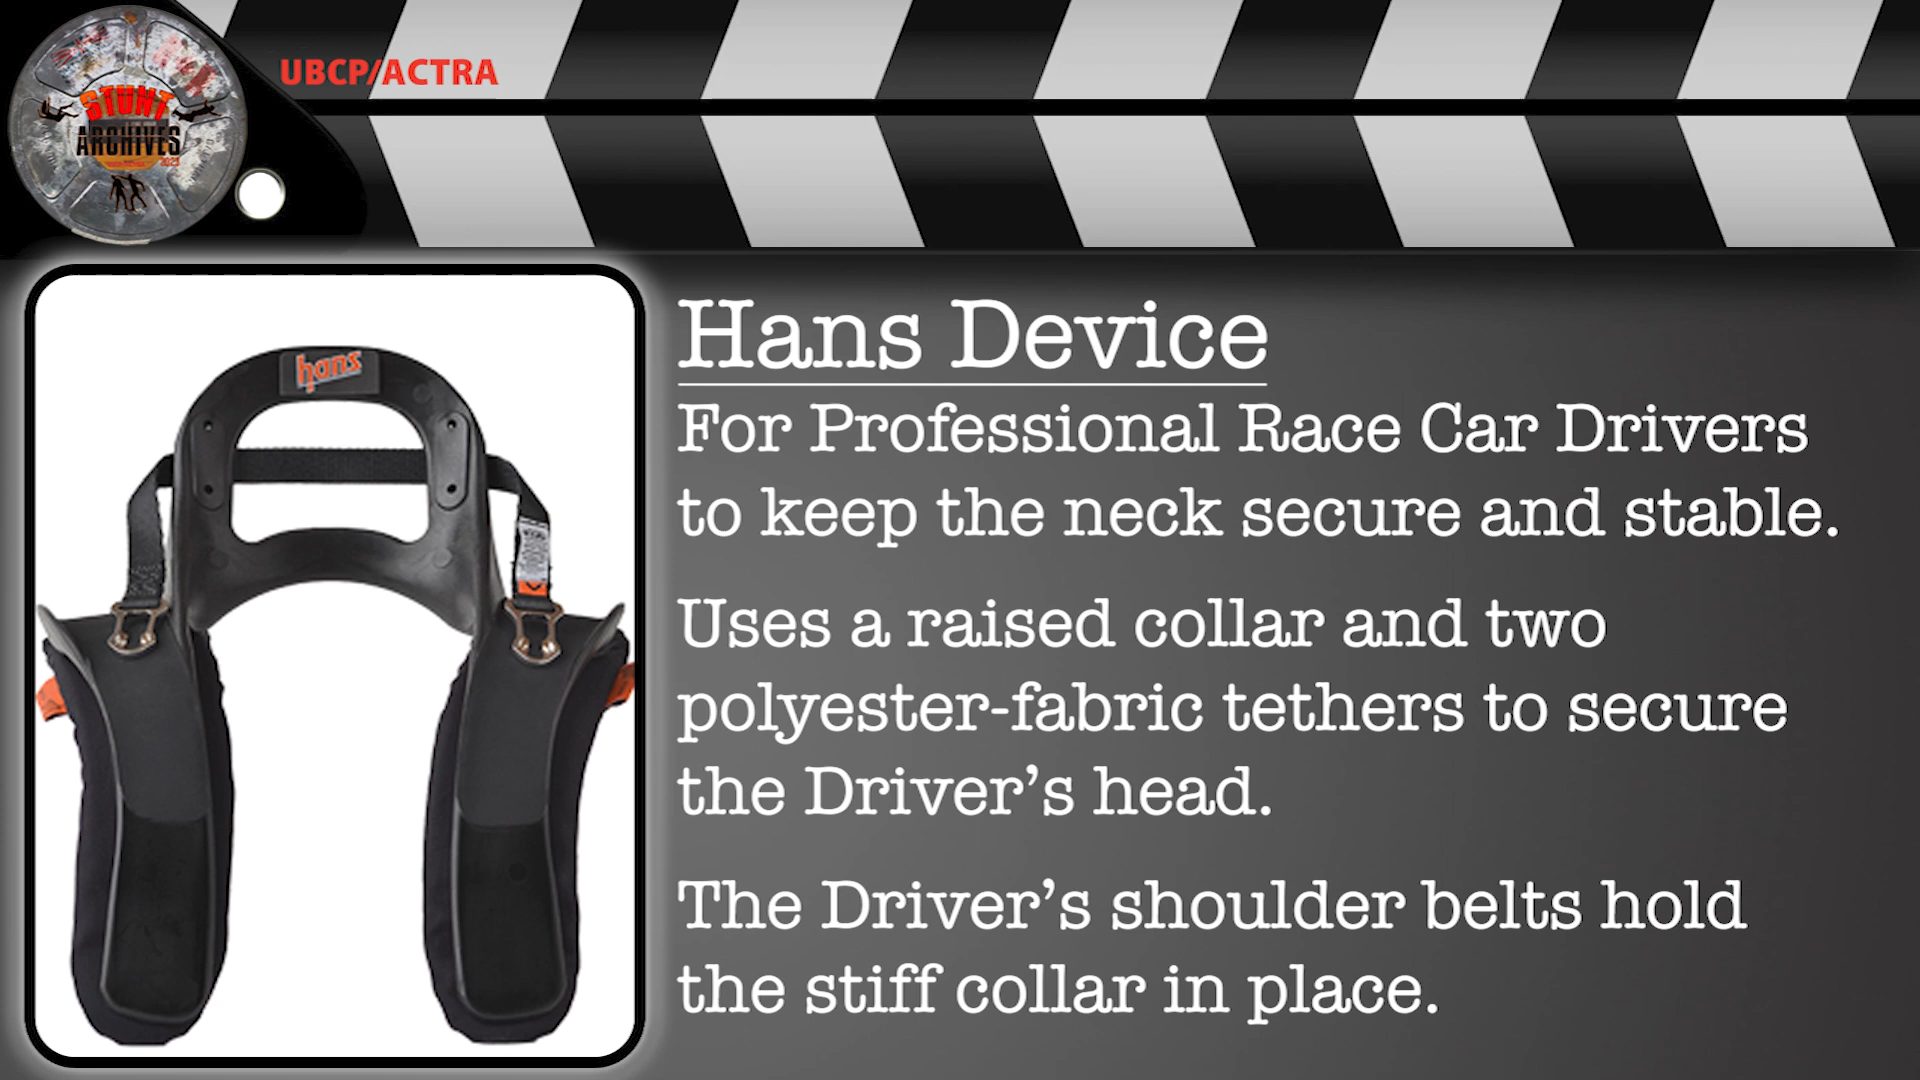 UBCP/ACTRA
STUNT
ARCHIVES
2023
hans
Hans Device
For Professional Race Car Drivers
to keep the neck secure and stable.
Uses a raised collar and two
polyester-fabric tethers to secure
the Driver’s head.
The Driver’s shoulder belts hold
the stiff collar in place.